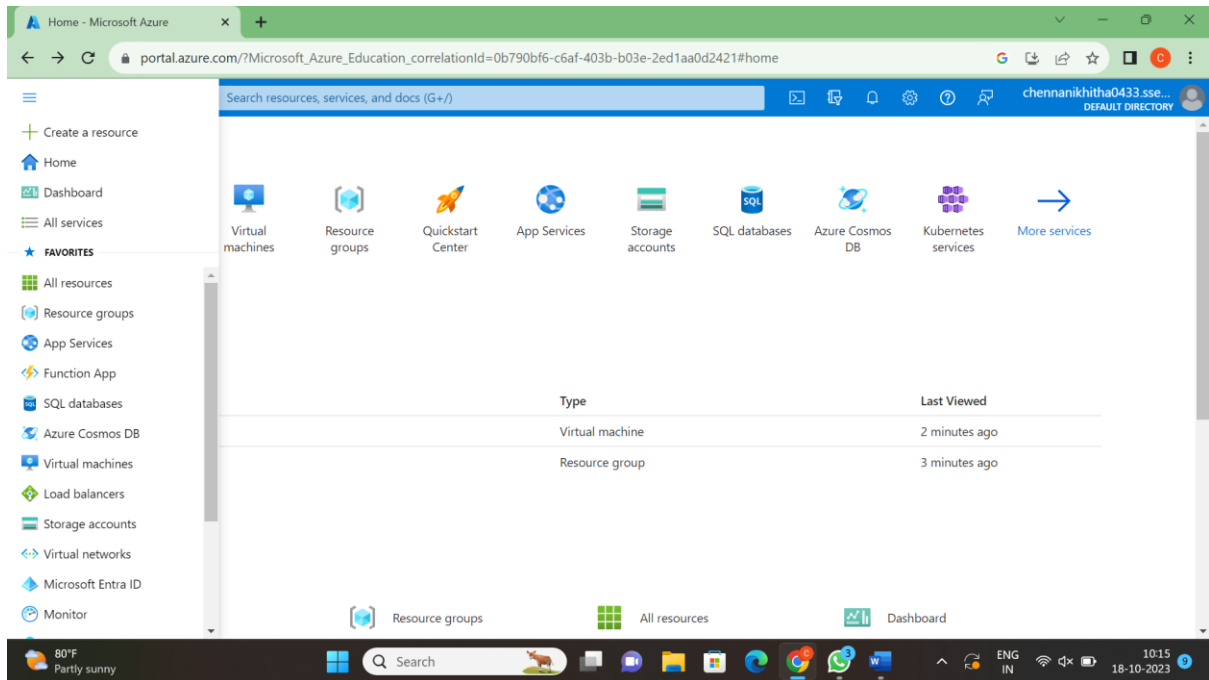 Home - Microsoft Azure
portal.azure.com/?Microsoft_Azure_Education_correlationId=0b790bf6-c6af-403b-b03e-2ed1aa0d2421#home
G
C
Search resources, services, and docs (G+/)
chennanikhitha0433.sse...
DEFAULT DIRECTORY
Create a resource
Home
Dashboard
All services
FAVORITES
All resources
Resource groups
App Services
Function App
SQL databases
Azure Cosmos DB
Virtual machines
Load balancers
Storage accounts
Virtual networks
Microsoft Entra ID
Monitor
Virtual machines
Resource groups
Quickstart Center
App Services
Storage accounts
SQL
SQL databases
Azure Cosmos DB
Kubernetes services
More services
Type Last Viewed
Virtual machine 2 minutes ago
Resource group 3 minutes ago
Resource groups All resources Dashboard
80°F
Partly sunny
Search
C
3
W
ENG
IN
10:15
18-10-2023
9